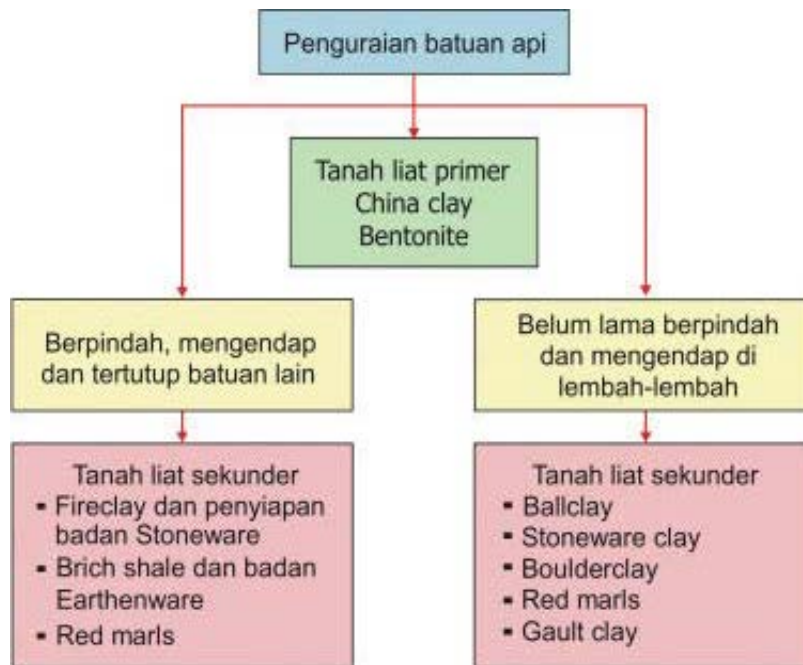 Penguraian batuan api
Tanah liat primer
China clay
Bentonite
Berpindah, mengendap
dan tertutup batuan lain
Belum lama berpindah
dan mengendap di
lembah-lembah
Tanah liat sekunder
▪ Fireclay dan penyiapan
badan Stoneware
▪ Brich shale dan badan
Earthenware
▪ Red marls
Tanah liat sekunder
▪ Ballclay
▪ Stoneware clay
▪ Boulderclay
▪ Red marls
▪ Gault clay